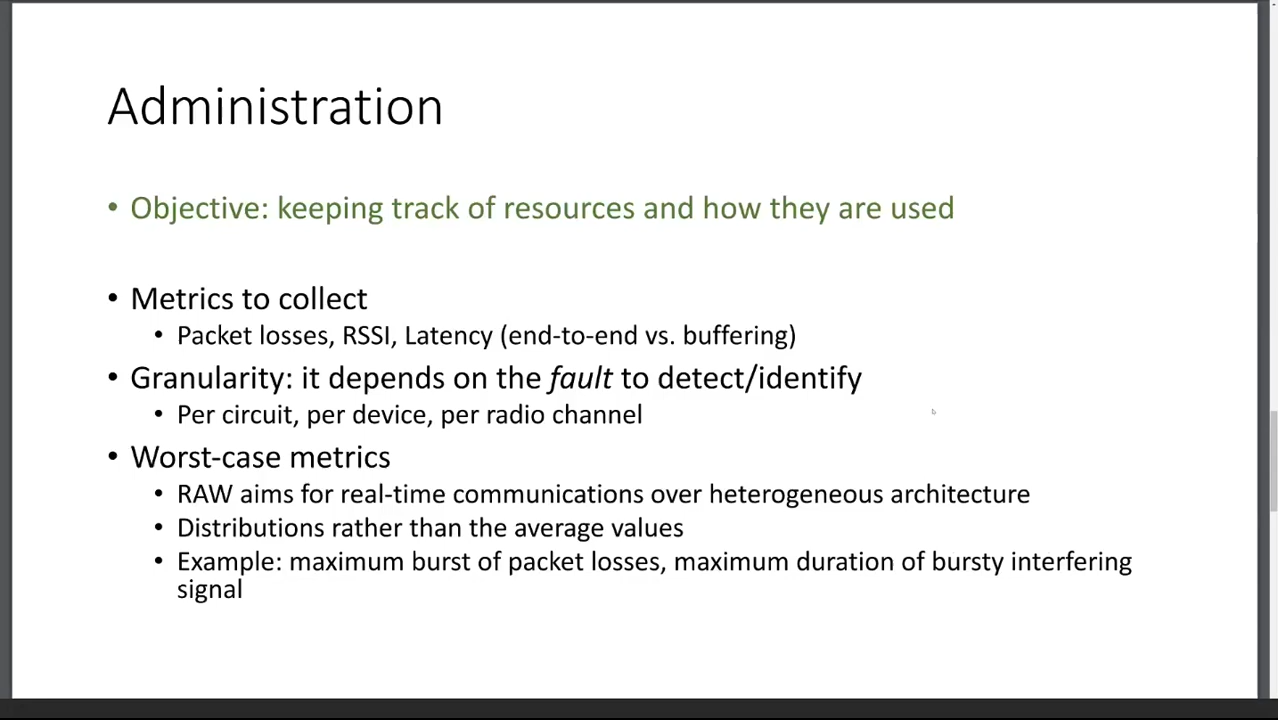 Administration
• Objective: keeping track of resources and how they are used
• Metrics to collect
• Packet losses, RSSI, Latency (end-to-end vs. buffering)
• Granularity: it depends on the fault to detect/identify
• Per circuit, per device, per radio channel
• Worst-case metrics
• RAW aims for real-time communications over heterogeneous architecture
• Distributions rather than the average values
• Example: maximum burst of packet losses, maximum duration of bursty interfering
signal